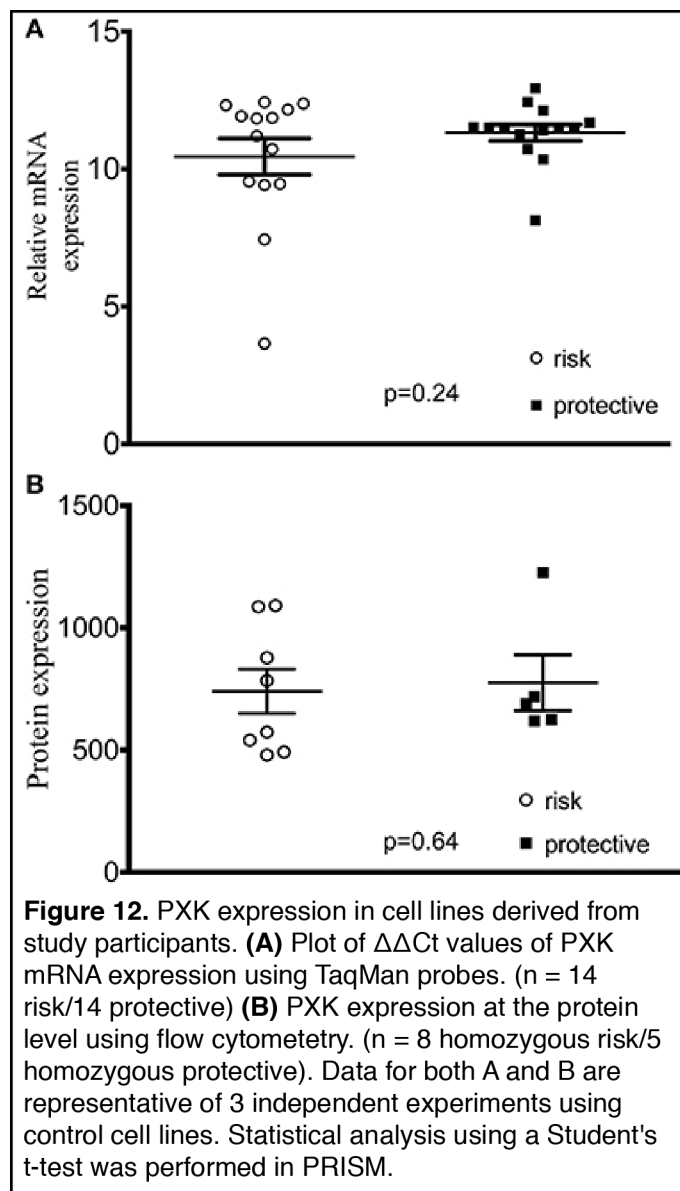 A
15
10
5
0
Relative mRNA
expression
risk
p=0.24
protective
B
1500
1000
500
0
Protein expression
risk
p=0.64
protective
Figure 12. PXK expression in cell lines derived from
study participants. (A) Plot of ΔΔCt values of PXK
mRNA expression using TaqMan probes. (n = 14
risk/14 protective) (B) PXK expression at the protein
level using flow cytometetry. (n = 8 homozygous risk/5
homozygous protective). Data for both A and B are
representative of 3 independent experiments using
control cell lines. Statistical analysis using a Student's
t-test was performed in PRISM.